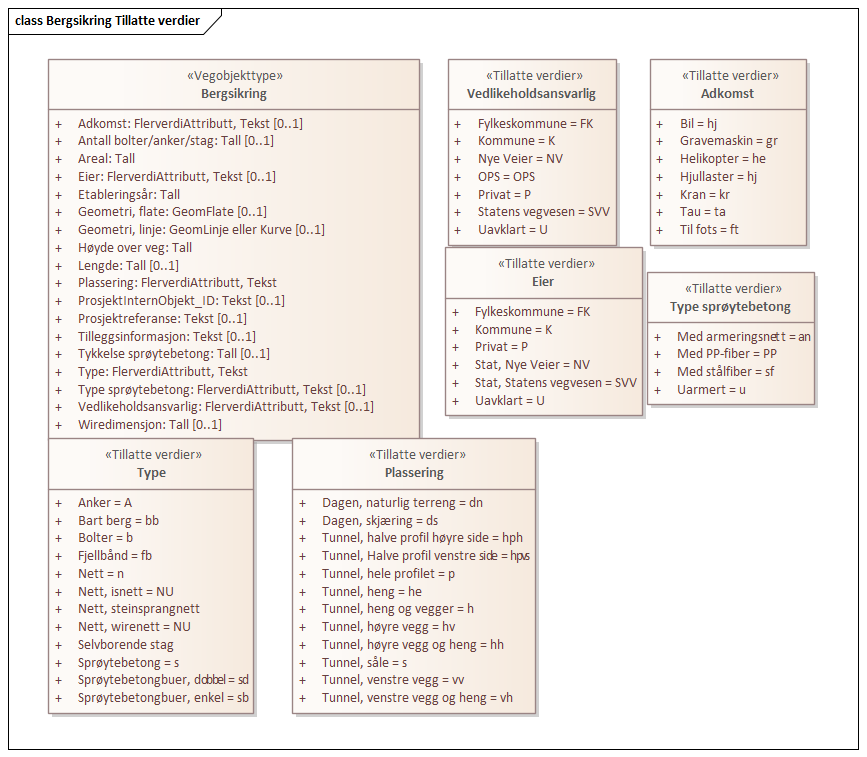 class Bergsikring Tillatte verdier
«Vegobjekttype»
Bergsikring
+ Adkomst: FlerverdiAttributt, Tekst [0..1]
+ Antall bolter/anker/stag: Tall [0..1]
+ Areal: Tall
+ Eier: FlerverdiAttributt, Tekst [0..1]
+ Etableringsår: Tall
+ Geometri, flate: GeomFlate [0..1]
+ Geometri, linje: GeomLinje eller Kurve [0..1]
+ Høyde over veg: Tall
+ Lengde: Tall [0..1]
+ Plassering: FlerverdiAttributt, Tekst
+ ProsjektInternObjekt_ID: Tekst [0..1]
+ Prosjektreferanse: Tekst [0..1]
+ Tilleggsinformasjon: Tekst [0..1]
+ Tykkelse sprøytebetong: Tall [0..1]
+ Type: FlerverdiAttributt, Tekst
+ Type sprøytebetong: FlerverdiAttributt, Tekst [0..1]
+ Vedlikeholdsansvarlig: FlerverdiAttributt, Tekst [0..1]
+ Wiredimensjon: Tall [0..1]
«Tillatte verdier»
Vedlikeholdsansvarlig
+ Fylkeskommune = FK
+ Kommune = K
+ Nye Veier = NV
+ OPS = OPS
+ Privat = P
+ Statens vegvesen = SVV
+ Uavklart = U
«Tillatte verdier»
Adkomst
+ Bil = hj
+ Gravemaskin = gr
+ Helikopter = he
+ Hjullaster = hj
+ Kran = kr
+ Tau = ta
+ Til fots = ft
«Tillatte verdier»
Eier
+ Fylkeskommune = FK
+ Kommune = K
+ Privat = P
+ Stat, Nye Veier = NV
+ Stat, Statens vegvesen = SVV
+ Uavklart = U
«Tillatte verdier»
Type sprøytebetong
+ Med armeringsnett = an
+ Med PP-fiber = PP
+ Med stålfiber = sf
+ Uarmert = u
«Tillatte verdier»
Type
+ Anker = A
+ Bart berg = bb
+ Bolter = b
+ Fjellbånd = fb
+ Nett = n
+ Nett, isnett = NU
+ Nett, steinsprangnett
+ Nett, wirenett = NU
+ Selvborende stag
+ Sprøytebetong = s
+ Sprøytebetongbuer, dobbel = sd
+ Sprøytebetongbuer, enkel = sb
«Tillatte verdier»
Plassering
+ Dagen, naturlig terreng = dn
+ Dagen, skjæring = ds
+ Tunnel, halve profil høyre side = hph
+ Tunnel, Halve profil venstre side = hpvs
+ Tunnel, hele profilet = p
+ Tunnel, heng = he
+ Tunnel, heng og vegger = h
+ Tunnel, høyre vegg = hv
+ Tunnel, høyre vegg og heng = hh
+ Tunnel, såle = s
+ Tunnel, venstre vegg = vv
+ Tunnel, venstre vegg og heng = vh